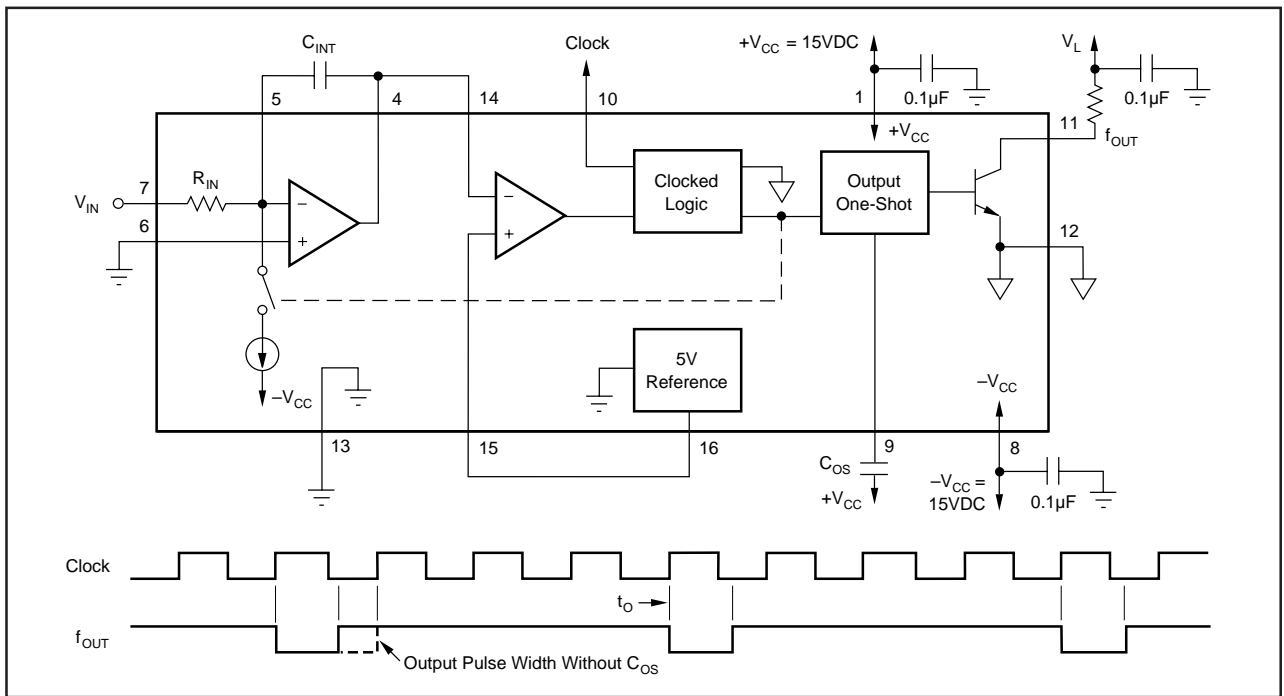 C_INT
Clock
+V_CC = 15VDC
V_L
5
4
14
10
1
0.1µF
0.1µF
11
f_OUT
+V_CC
7
R_IN
V_IN
6
–
+
–
+
Clocked
Logic
Output
One-Shot
12
5V
Reference
–V_CC
–V_CC
13
15
16
9
8
C_OS
+V_CC
–V_CC =
15VDC
0.1µF
Clock
t_O
f_OUT
Output Pulse Width Without C_OS